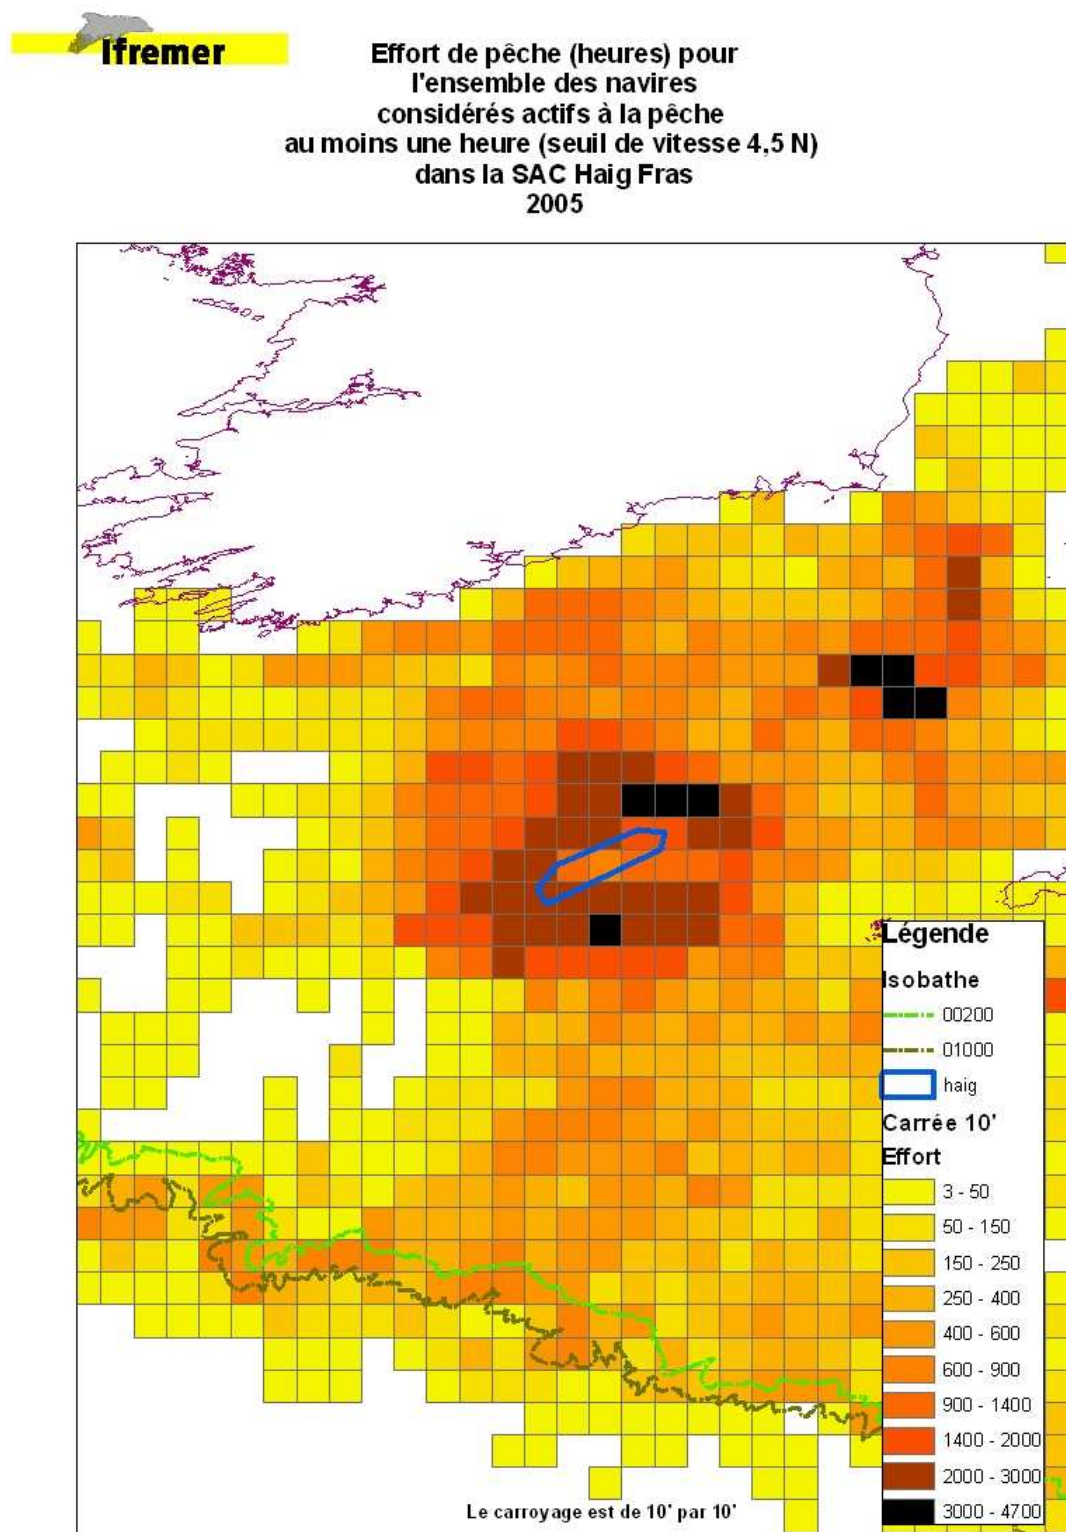 Ifremer
Effort de pêche (heures) pour
l'ensemble des navires
considérés actifs à la pêche
au moins une heure (seuil de vitesse 4,5 N)
dans la SAC Haig Fras
2005
Légende
Isobathe
00200
01000
haig
Carrée 10'
Effort
3 - 50
50 - 150
150 - 250
250 - 400
400 - 600
600 - 900
900 - 1400
1400 - 2000
2000 - 3000
3000 - 4700
Le carroyage est de 10' par 10'